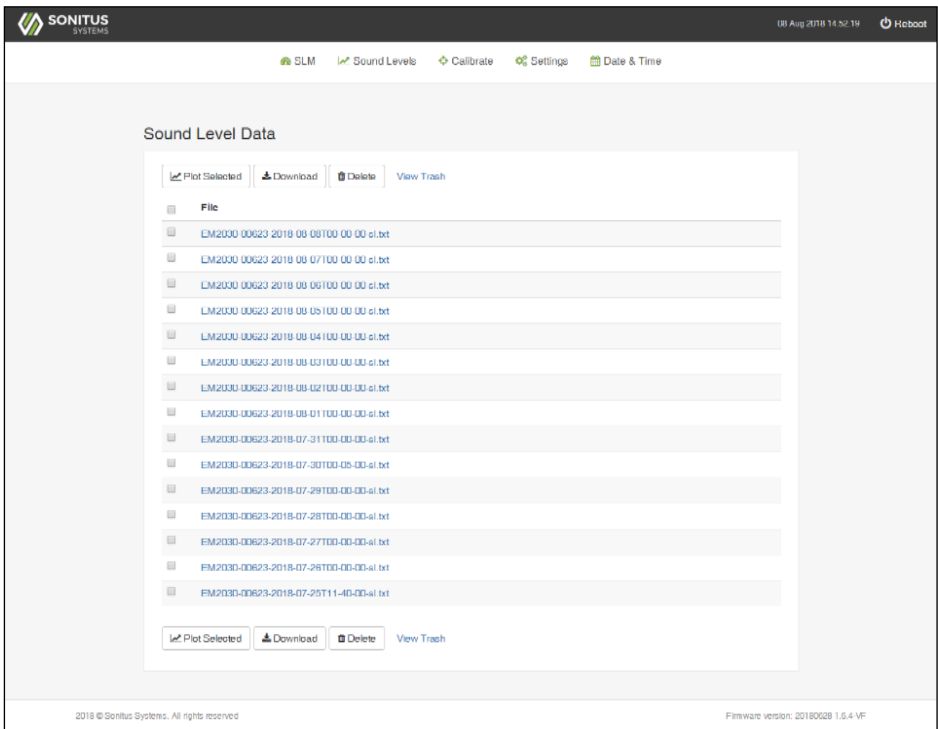 SONITUS
SYSTEMS
08 Aug 2018 14:52:19 Reboot
SLM Sound Levels Calibrate Settings Date & Time
Sound Level Data
Plot Selected Download Delete View Trash
File
EM2030-00623-2018-08-08T00-00-00-sl.txt
EM2030-00623-2018-08-07T00-00-00-sl.txt
EM2030-00623-2018-08-06T00-00-00-sl.txt
EM2030-00623-2018-08-05T00-00-00-sl.txt
EM2030-00623-2018-08-04T00-00-00-sl.txt
EM2030-00623-2018-08-03T00-00-00-sl.txt
EM2030-00623-2018-08-02T00-00-00-sl.txt
EM2030-00623-2018-08-01T00-00-00-sl.txt
EM2030-00623-2018-07-31T00-00-00-sl.txt
EM2030-00623-2018-07-30T00-05-00-sl.txt
EM2030-00623-2018-07-29T00-00-00-sl.txt
EM2030-00623-2018-07-28T00-00-00-sl.txt
EM2030-00623-2018-07-27T00-00-00-sl.txt
EM2030-00623-2018-07-26T00-00-00-sl.txt
EM2030-00623-2018-07-25T11-40-00-sl.txt
Plot Selected Download Delete View Trash
2018 © Sonitus Systems. All rights reserved Firmware version: 20180628 1.6.4-VF